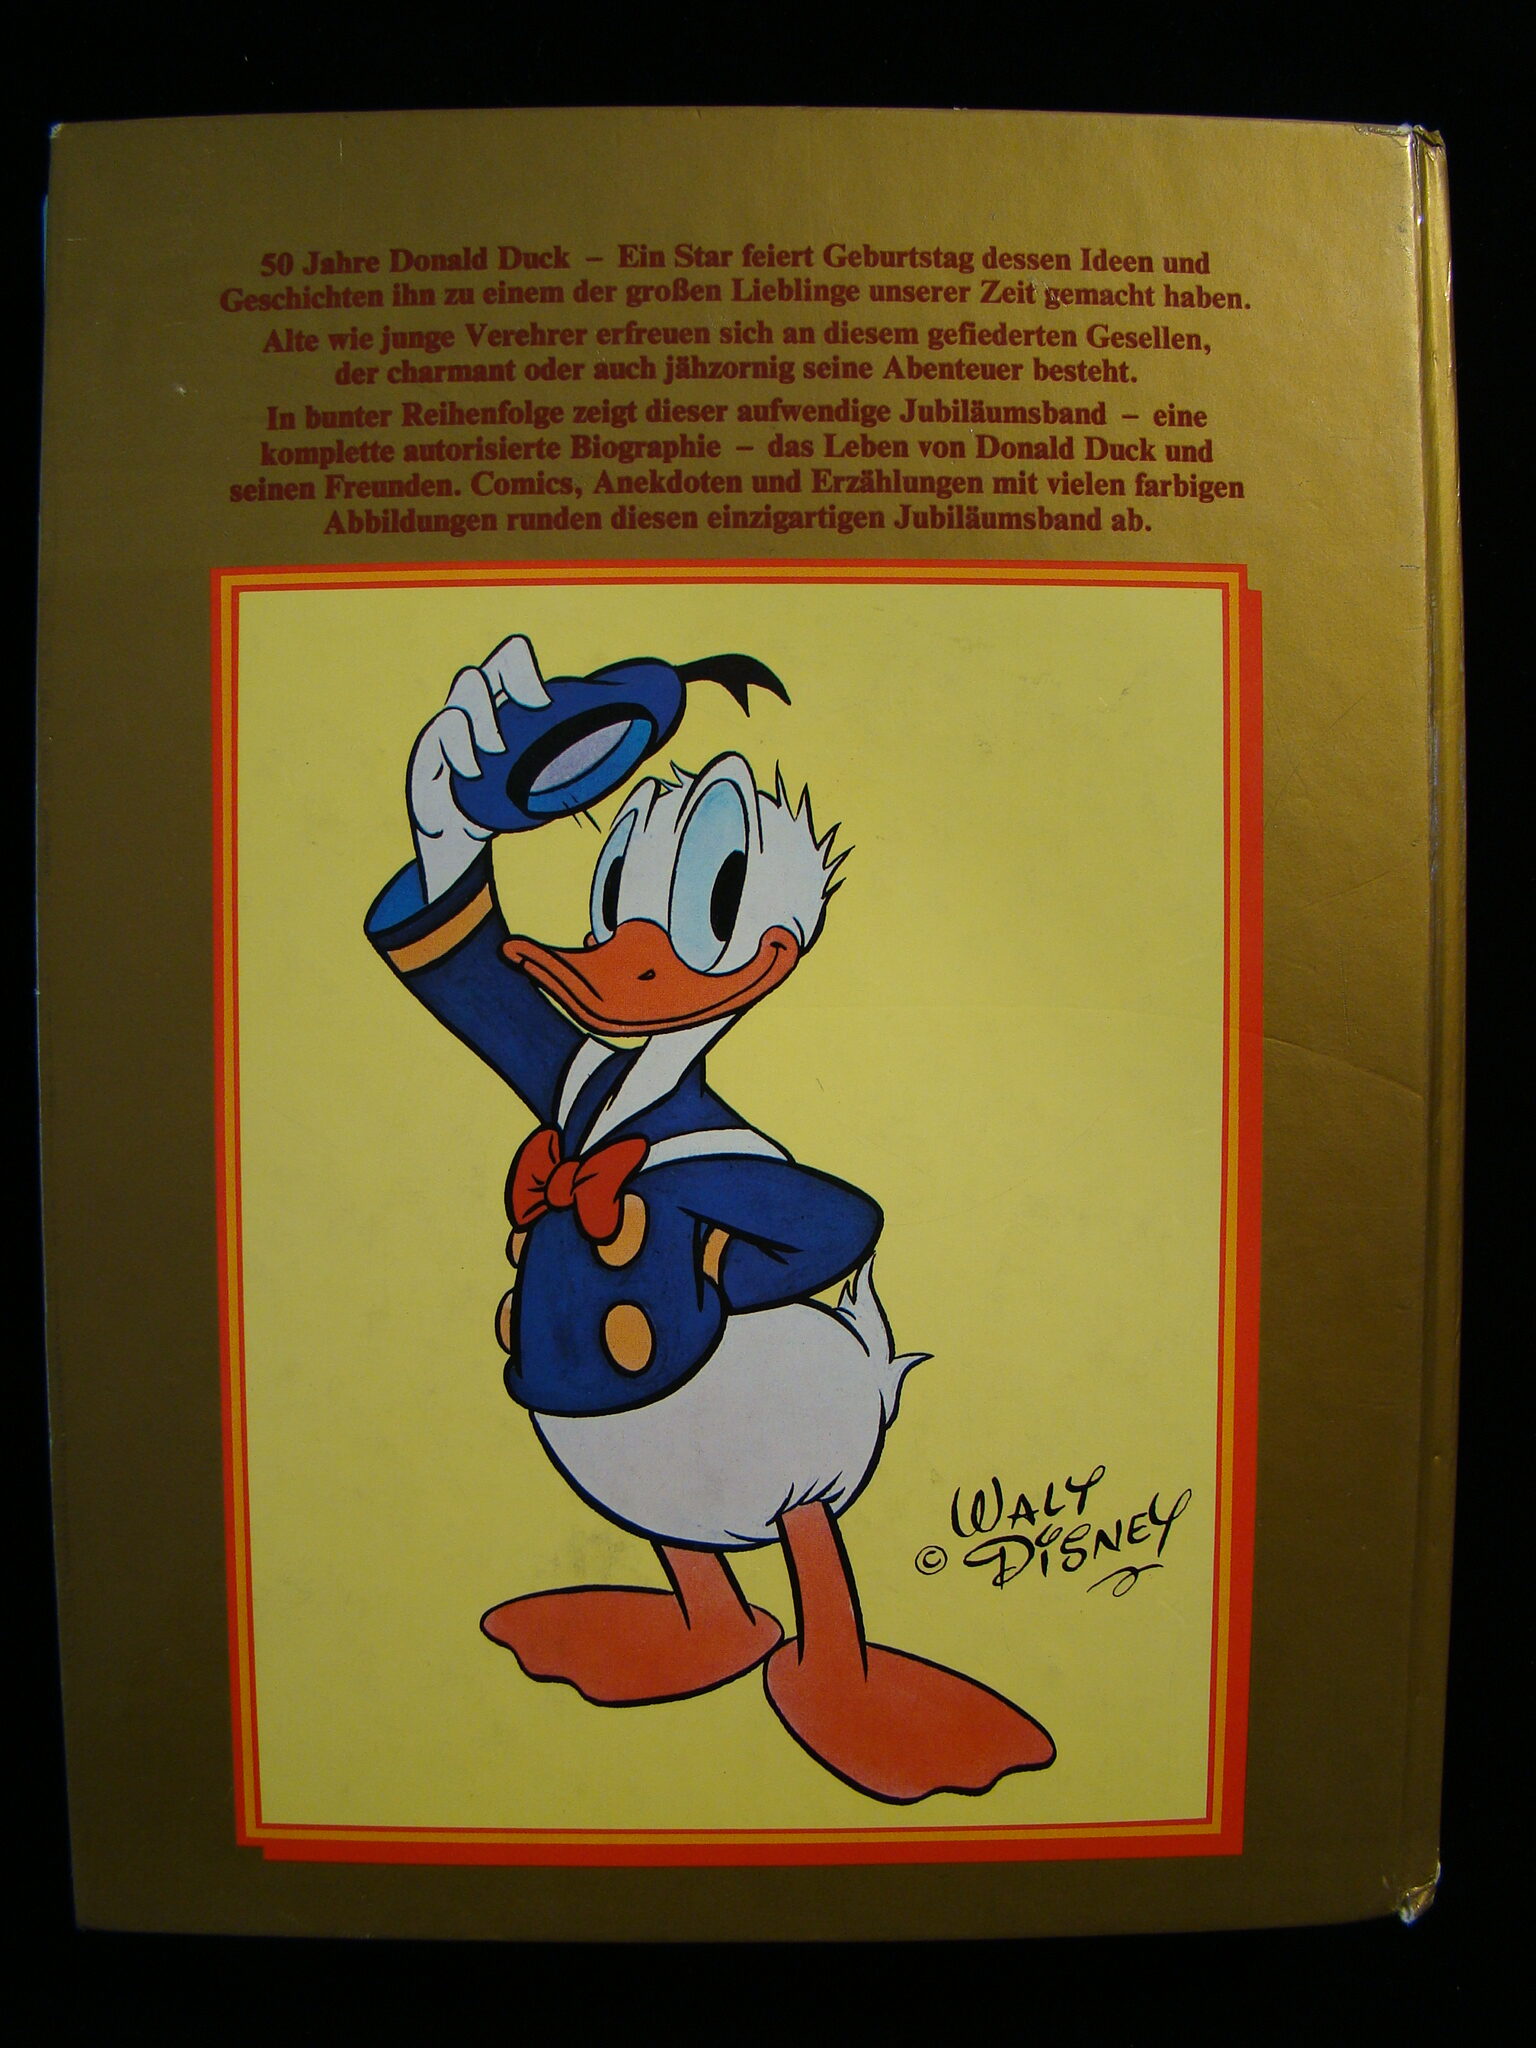 50 Jahre Donald Duck – Ein Star feiert Geburtstag dessen Ideen und
Geschichten ihn zu einem der großen Lieblinge unserer Zeit gemacht haben.
Alte wie junge Verehrer erfreuen sich an diesem gefiederten Gesellen,
der charmant oder auch jähzornig seine Abenteuer besteht.
In bunter Reihenfolge zeigt dieser aufwendige Jubiläumsband – eine
komplette autorisierte Biographie – das Leben von Donald Duck und
seinen Freunden. Comics, Anekdoten und Erzählungen mit vielen farbigen
Abbildungen runden diesen einzigartigen Jubiläumsband ab.
WALT
© DISNEY